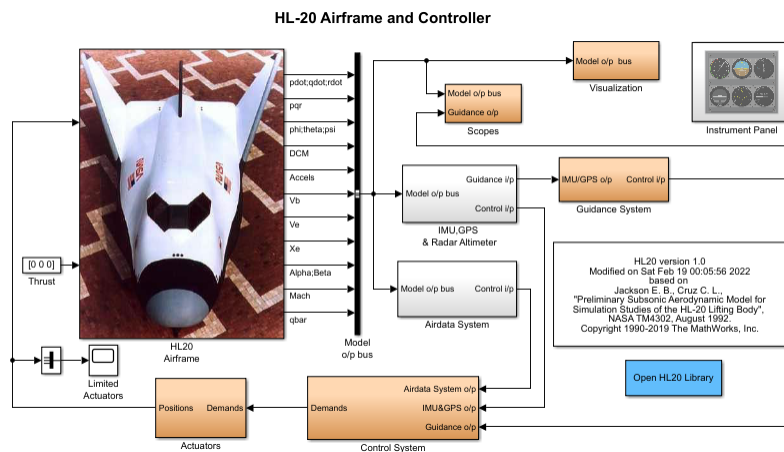 HL-20 Airframe and Controller
pdot;qdot;rdot
pqr
phi;theta;psi
DCM
Accels
Vb
Ve
Xe
Alpha;Beta
Mach
qbar
HL20
Airframe
[0 0 0]
Thrust
Model
o/p bus
Model o/p bus
Visualization
Model o/p bus
Guidance o/p
Scopes
Instrument Panel
Model o/p bus
Guidance i/p
Control i/p
IMU,GPS
& Radar Altimeter
IMU/GPS o/p
Control i/p
Guidance System
Model o/p bus
Control i/p
Airdata System
HL20 version 1.0
Modified on Sat Feb 19 00:05:56 2022
based on
Jackson E. B., Cruz C. L.,
"Preliminary Subsonic Aerodynamic Model for
Simulation Studies of the HL-20 Lifting Body",
NASA TM4302, August 1992.
Copyright 1990-2019 The MathWorks, Inc.
Open HL20 Library
Limited
Actuators
Positions
Demands
Actuators
Demands
Airdata System o/p
IMU&GPS o/p
Guidance o/p
Control System